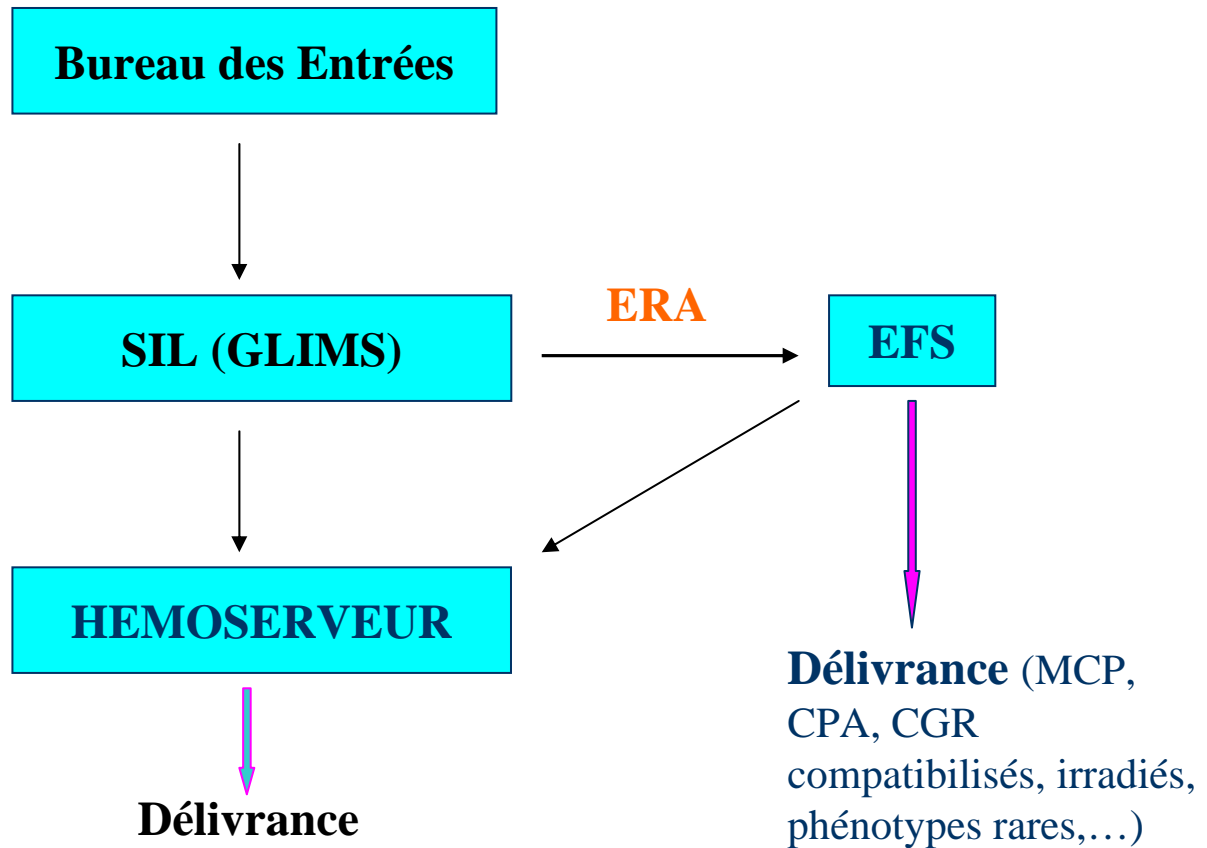 Bureau des Entrées
ERA
SIL (GLIMS)
EFS
HEMOSERVEUR
Délivrance (MCP,
CPA, CGR
compatibilisés, irradiés,
phénotypes rares,…)
Délivrance